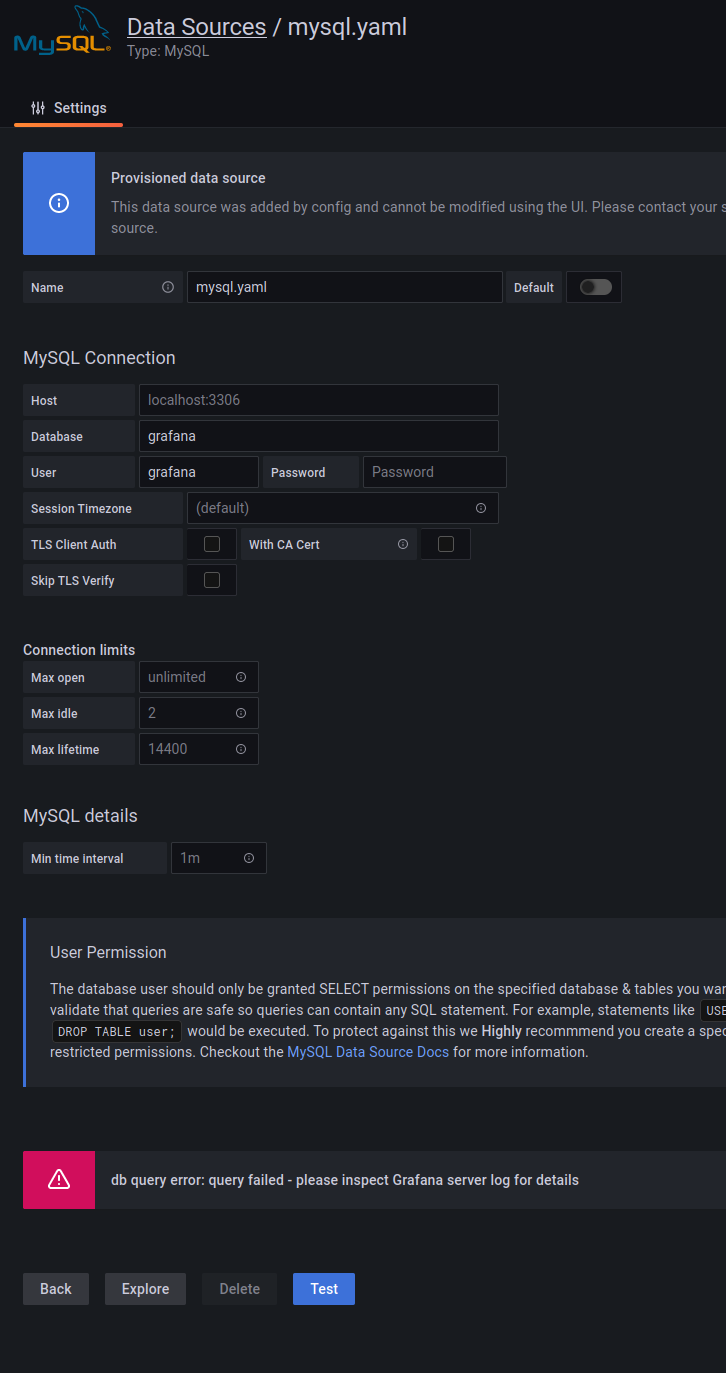 MySQL®
Data Sources / mysql.yaml
Type: MySQL
Settings
Provisioned data source
This data source was added by config and cannot be modified using the UI. Please contact your
source.
Name mysql.yaml Default
MySQL Connection
Host localhost:3306
Database grafana
User grafana Password Password
Session Timezone (default)
TLS Client Auth With CA Cert
Skip TLS Verify
Connection limits
Max open unlimited
Max idle 2
Max lifetime 14400
MySQL details
Min time interval 1m
User Permission
The database user should only be granted SELECT permissions on the specified database & tables you
validate that queries are safe so queries can contain any SQL statement. For example, statements like USE
DROP TABLE user; would be executed. To protect against this we Highly recommmend you create a
restricted permissions. Checkout the MySQL Data Source Docs for more information.
db query error: query failed - please inspect Grafana server log for details
Back Explore Delete Test